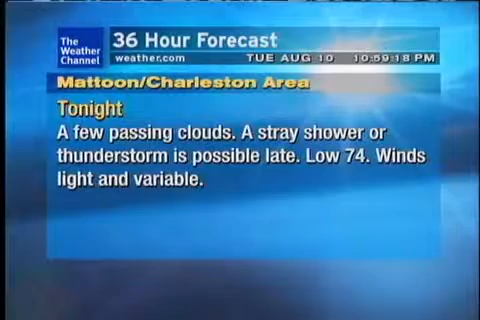 The
Weather
Channel
36 Hour Forecast
weather.com TUE AUG 10 10:59:18 PM
Mattoon/Charleston Area
Tonight
A few passing clouds. A stray shower or
thunderstorm is possible late. Low 74. Winds
light and variable.